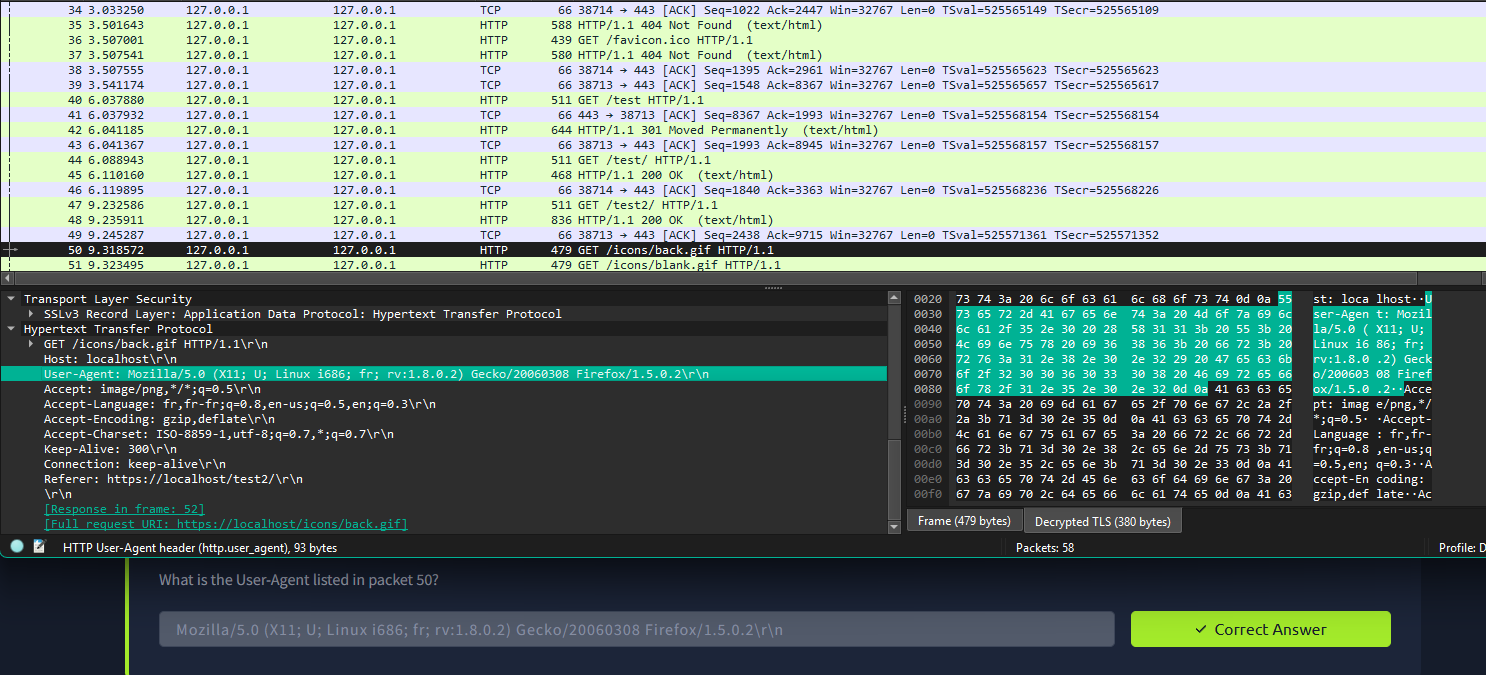 34 3.033250 127.0.0.1 127.0.0.1 TCP 66 38714 → 443 [ACK] Seq=1022 Ack=2447 Win=32767 Len=0 TSval=525565149 TSecr=525565109
35 3.501643 127.0.0.1 127.0.0.1 HTTP 588 HTTP/1.1 404 Not Found  (text/html)
36 3.507001 127.0.0.1 127.0.0.1 HTTP 439 GET /favicon.ico HTTP/1.1
37 3.507541 127.0.0.1 127.0.0.1 HTTP 580 HTTP/1.1 404 Not Found  (text/html)
38 3.507555 127.0.0.1 127.0.0.1 TCP 66 38714 → 443 [ACK] Seq=1395 Ack=2961 Win=32767 Len=0 TSval=525565623 TSecr=525565623
39 3.541174 127.0.0.1 127.0.0.1 TCP 66 38713 → 443 [ACK] Seq=1548 Ack=8367 Win=32767 Len=0 TSval=525565657 TSecr=525565617
40 6.037880 127.0.0.1 127.0.0.1 HTTP 511 GET /test HTTP/1.1
41 6.037932 127.0.0.1 127.0.0.1 TCP 66 443 → 38713 [ACK] Seq=8367 Ack=1993 Win=32767 Len=0 TSval=525568154 TSecr=525568154
42 6.041185 127.0.0.1 127.0.0.1 HTTP 644 HTTP/1.1 301 Moved Permanently  (text/html)
43 6.041367 127.0.0.1 127.0.0.1 TCP 66 38713 → 443 [ACK] Seq=1993 Ack=8945 Win=32767 Len=0 TSval=525568157 TSecr=525568157
44 6.088943 127.0.0.1 127.0.0.1 HTTP 511 GET /test/ HTTP/1.1
45 6.110160 127.0.0.1 127.0.0.1 HTTP 468 HTTP/1.1 200 OK  (text/html)
46 6.119895 127.0.0.1 127.0.0.1 TCP 66 38714 → 443 [ACK] Seq=1840 Ack=3363 Win=32767 Len=0 TSval=525568236 TSecr=525568226
47 9.232586 127.0.0.1 127.0.0.1 HTTP 511 GET /test2/ HTTP/1.1
48 9.235911 127.0.0.1 127.0.0.1 HTTP 836 HTTP/1.1 200 OK  (text/html)
49 9.245287 127.0.0.1 127.0.0.1 TCP 66 38713 → 443 [ACK] Seq=2438 Ack=9715 Win=32767 Len=0 TSval=525571361 TSecr=525571352
50 9.318572 127.0.0.1 127.0.0.1 HTTP 479 GET /icons/back.gif HTTP/1.1
51 9.323495 127.0.0.1 127.0.0.1 HTTP 479 GET /icons/blank.gif HTTP/1.1
Transport Layer Security
SSLv3 Record Layer: Application Data Protocol: Hypertext Transfer Protocol
Hypertext Transfer Protocol
GET /icons/back.gif HTTP/1.1\r\n
Host: localhost\r\n
User-Agent: Mozilla/5.0 (X11; U; Linux i686; fr; rv:1.8.0.2) Gecko/20060308 Firefox/1.5.0.2\r\n
Accept: image/png,*/*;q=0.5\r\n
Accept-Language: fr,fr-fr;q=0.8,en-us;q=0.5,en;q=0.3\r\n
Accept-Encoding: gzip,deflate\r\n
Accept-Charset: ISO-8859-1,utf-8;q=0.7,*;q=0.7\r\n
Keep-Alive: 300\r\n
Connection: keep-alive\r\n
Referer: https://localhost/test2/\r\n
\r\n
[Response in frame: 52]
[Full request URI: https://localhost/icons/back.gif]
0020 73 74 3a 20 6c 6f 63 61 6c 68 6f 73 74 0d 0a 55 st: loca lhost··U
0030 73 65 72 2d 41 67 65 6e 74 3a 20 4d 6f 7a 69 6c ser-Agen t: Mozil
0040 6c 61 2f 35 2e 30 20 28 58 31 31 3b 20 55 3b 20 la/5.0 ( X11; U;
0050 4c 69 6e 75 78 20 69 36 38 36 3b 20 66 72 3b 20 Linux i6 86; fr;
0060 72 76 3a 31 2e 38 2e 30 2e 32 29 20 47 65 63 6b rv:1.8.0 .2) Geck
0070 6f 2f 32 30 30 36 30 33 30 38 20 46 69 72 65 66 o/200603 08 Firef
0080 6f 78 2f 31 2e 35 2e 30 2e 32 0d 0a 41 63 63 65 ox/1.5.0 .2··Acce
0090 70 74 3a 20 69 6d 61 67 65 2f 70 6e 67 2c 2a 2f pt: imag e/png,*/
00a0 2a 3b 71 3d 30 2e 35 0d 0a 41 63 63 65 70 74 2d *;q=0.5· ·Accept-
00b0 4c 61 6e 67 75 61 67 65 3a 20 66 72 2c 66 72 2d Language : fr,fr-
00c0 66 72 3b 71 3d 30 2e 38 2c 65 6e 2d 75 73 3b 71 fr;q=0.8 ,en-us;q
00d0 3d 30 2e 35 2c 65 6e 3b 71 3d 30 2e 33 0d 0a 41 =0.5,en; q=0.3··A
00e0 63 63 65 70 74 2d 45 6e 63 6f 64 69 6e 67 3a 20 ccept-En coding:
00f0 67 7a 69 70 2c 64 65 66 6c 61 74 65 0d 0a 41 63 gzip,def late··Ac
Frame (479 bytes) Decrypted TLS (380 bytes)
HTTP User-Agent header (http.user_agent), 93 bytes Packets: 58 Profile: D
What is the User-Agent listed in packet 50?
Mozilla/5.0 (X11; U; Linux i686; fr; rv:1.8.0.2) Gecko/20060308 Firefox/1.5.0.2\r\n
✓ Correct Answer